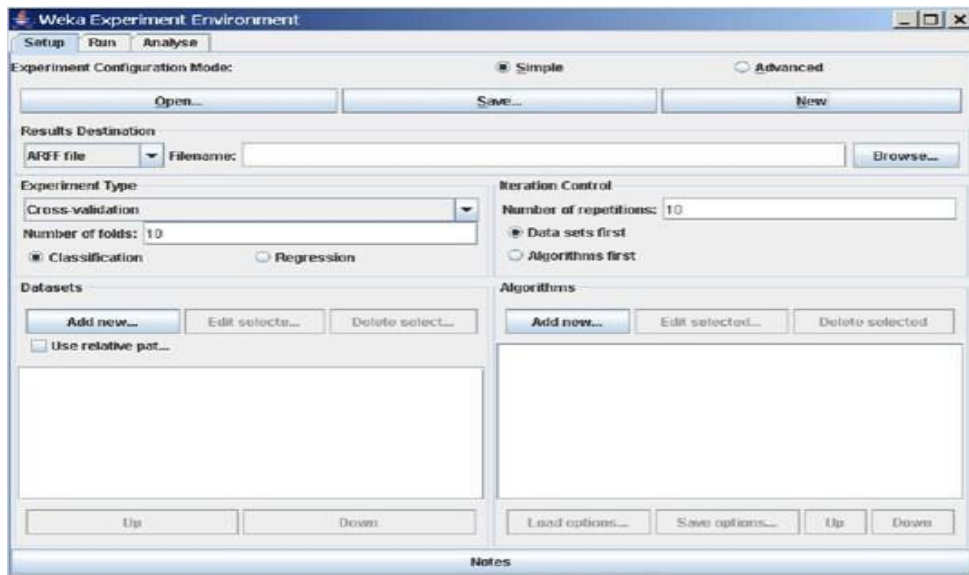 Weka Experiment Environment
Setup Run Analyse
Experiment Configuration Mode: Simple Advanced
Open... Save... New
Results Destination
ARFF file Filename: Browse...
Experiment Type Iteration Control
Cross-validation Number of repetitions: 10
Number of folds: 10 Data sets first
Classification Regression Algorithms first
Datasets Algorithms
Add new... Edit selecte... Delete select... Add new... Edit selected... Delete selected
Use relative pat...
Up Down Load options... Save options... Up Down
Notes